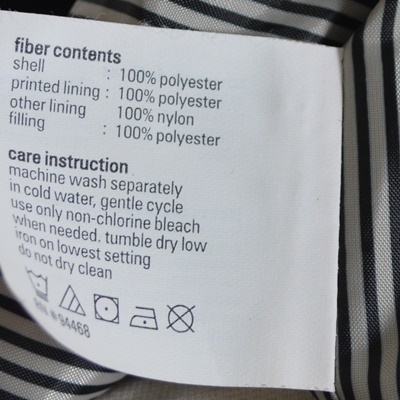 fiber contents
shell : 100% polyester
printed lining : 100% polyester
other lining 100% nylon
filling : 100% polyester
care instruction
machine wash separately
in cold water, gentle cycle
use only non-chlorine bleach
when needed. tumble dry low
iron on lowest setting
do not dry clean
RN # 94468